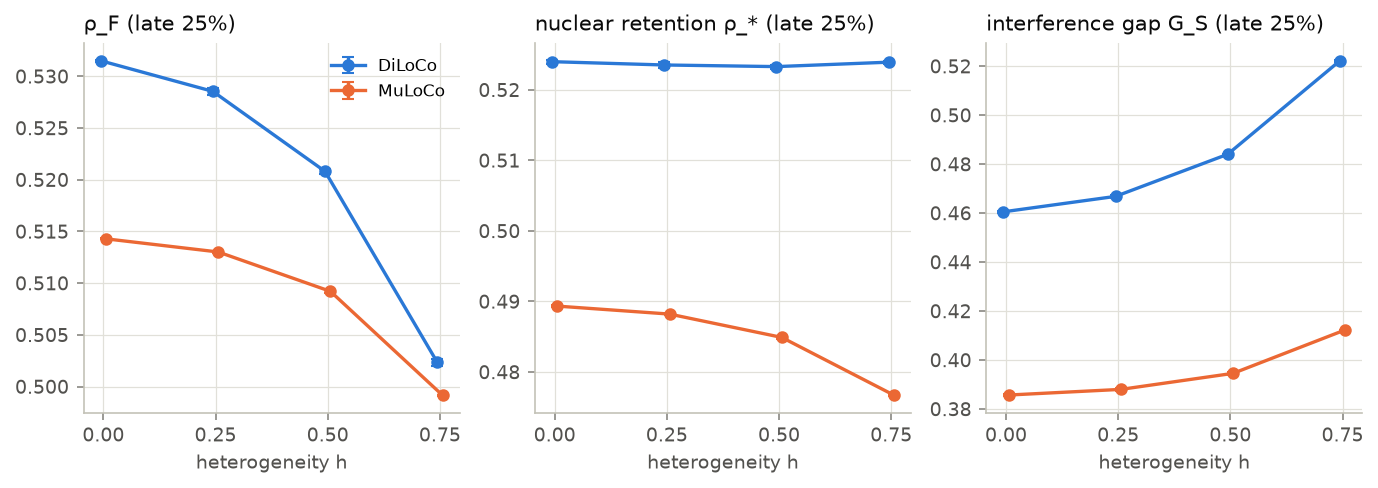 ρ_F (late 25%)
DiLoCo
MuLoCo
0.530
0.525
0.520
0.515
0.510
0.505
0.500
0.00 0.25 0.50 0.75
heterogeneity h
nuclear retention ρ_* (late 25%)
0.52
0.51
0.50
0.49
0.48
0.00 0.25 0.50 0.75
heterogeneity h
interference gap G_S (late 25%)
0.52
0.50
0.48
0.46
0.44
0.42
0.40
0.38
0.00 0.25 0.50 0.75
heterogeneity h